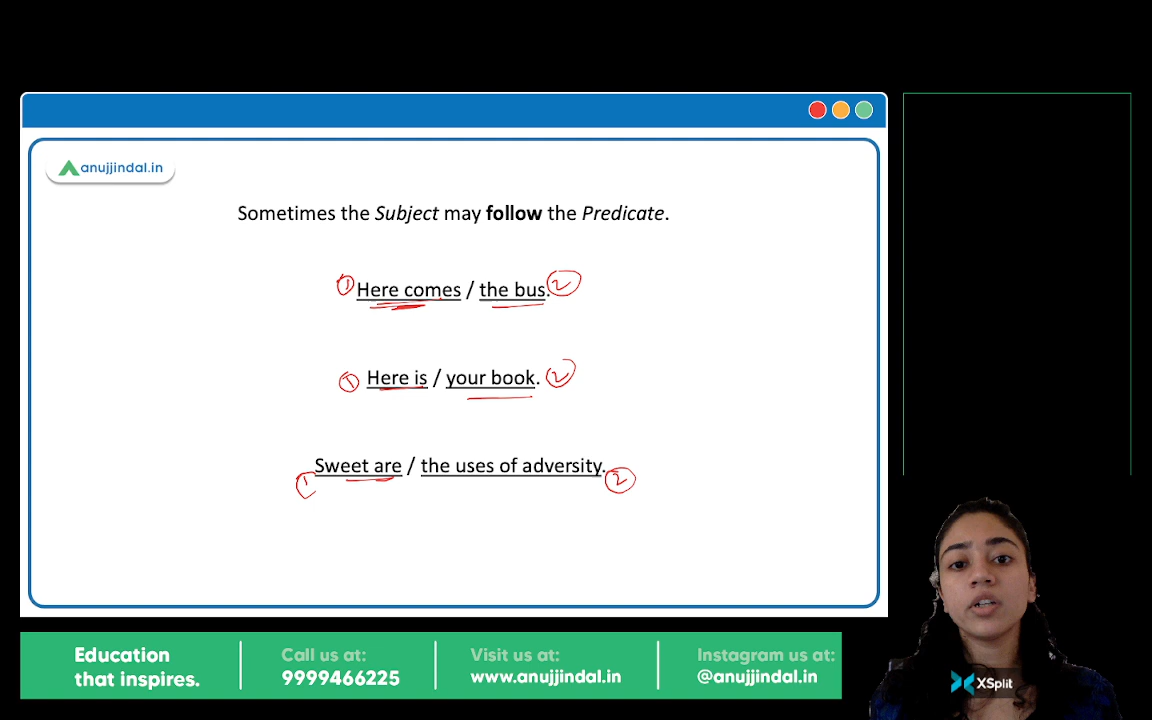 anujjindal.in
Sometimes the Subject may follow the Predicate.
1 Here comes / the bus. 2
1 Here is / your book. 2
1 Sweet are / the uses of adversity. 2
Education
that inspires.
Call us at:
9999466225
Visit us at:
www.anujjindal.in
Instagram us at:
@anujjindal.in
XSplit